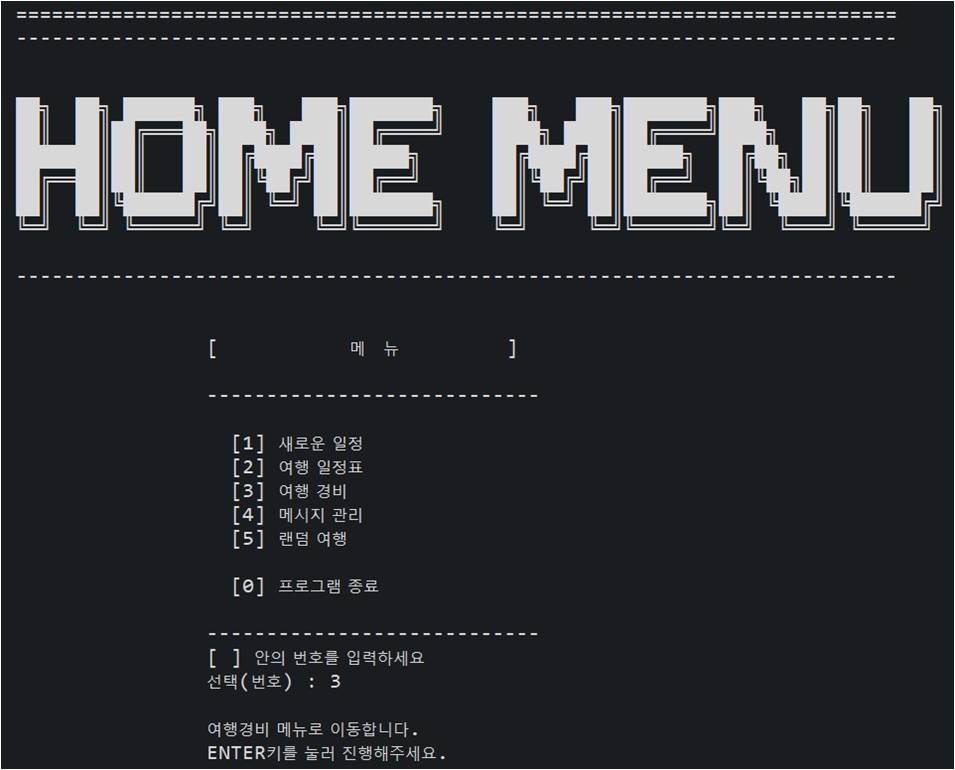 HOME MENU
[ 메 뉴 ]
[1] 새로운 일정
[2] 여행 일정표
[3] 여행 경비
[4] 메시지 관리
[5] 랜덤 여행
[0] 프로그램 종료
[ ] 안의 번호를 입력하세요
선택(번호) : 3
여행경비 메뉴로 이동합니다.
ENTER키를 눌러 진행해주세요.